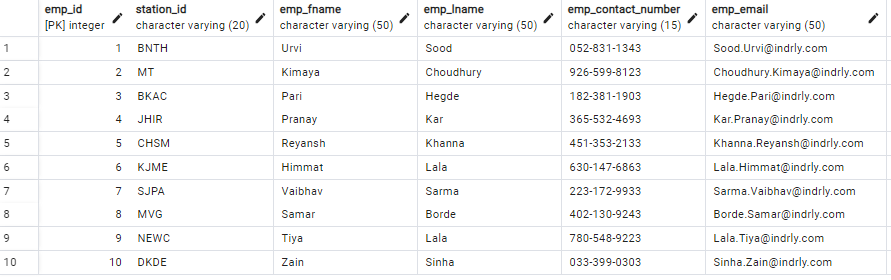 emp_id station_id emp_fname emp_lname emp_contact_number emp_email
[PK] integer character varying (20) character varying (50) character varying (50) character varying (15) character varying (50)
1 1 BNTH Urvi Sood 052-831-1343 Sood.Urvi@indrly.com
2 2 MT Kimaya Choudhury 926-599-8123 Choudhury.Kimaya@indrly.com
3 3 BKAC Pari Hegde 182-381-1903 Hegde.Pari@indrly.com
4 4 JHIR Pranay Kar 365-532-4693 Kar.Pranay@indrly.com
5 5 CHSM Reyansh Khanna 451-353-2133 Khanna.Reyansh@indrly.com
6 6 KJME Himmat Lala 630-147-6863 Lala.Himmat@indrly.com
7 7 SJPA Vaibhav Sarma 223-172-9933 Sarma.Vaibhav@indrly.com
8 8 MVG Samar Borde 402-130-9243 Borde.Samar@indrly.com
9 9 NEWC Tiya Lala 780-548-9223 Lala.Tiya@indrly.com
10 10 DKDE Zain Sinha 033-399-0303 Sinha.Zain@indrly.com